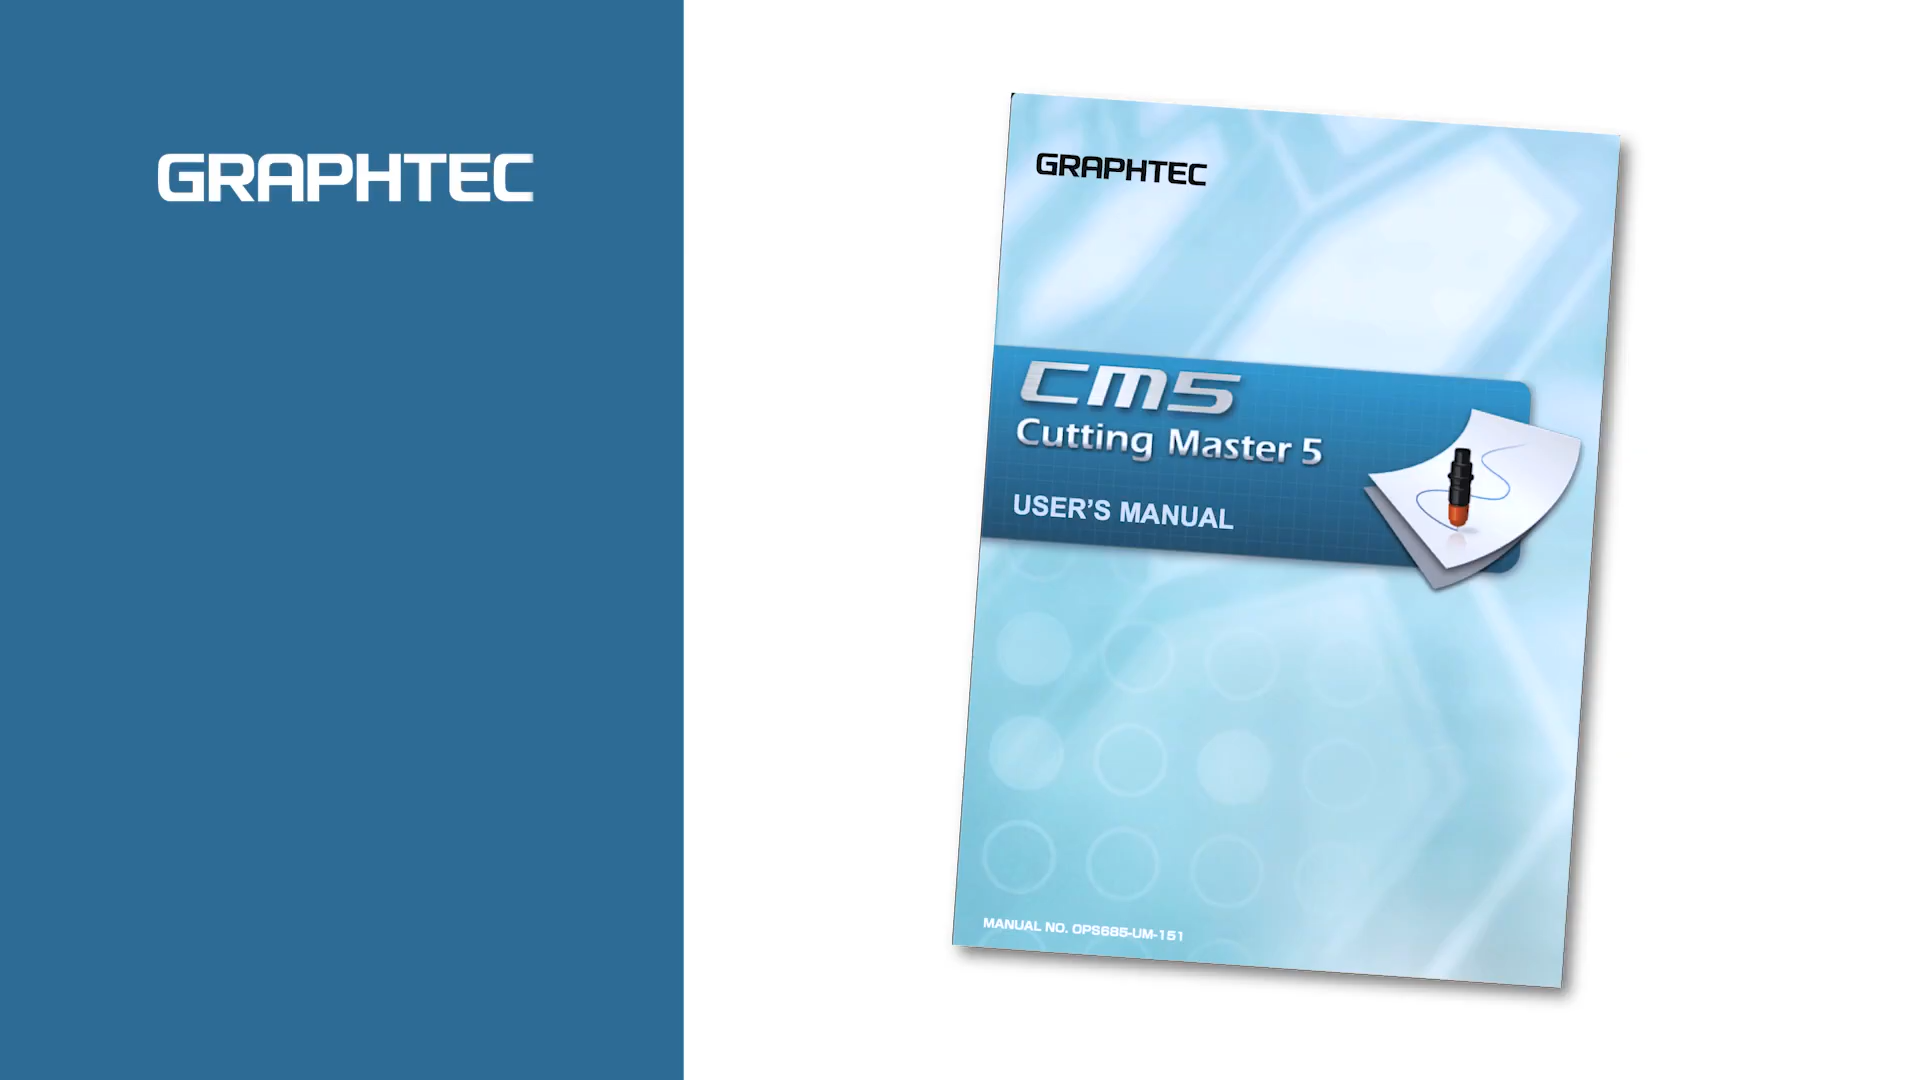 GRAPHTEC
GRAPHTEC
CM5
Cutting Master 5
USER'S MANUAL
MANUAL NO. OPS685-UM-151